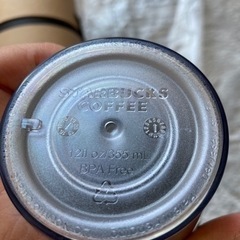 STARBUCKS
COFFEE
12 fl oz 355 ml
BPA Free